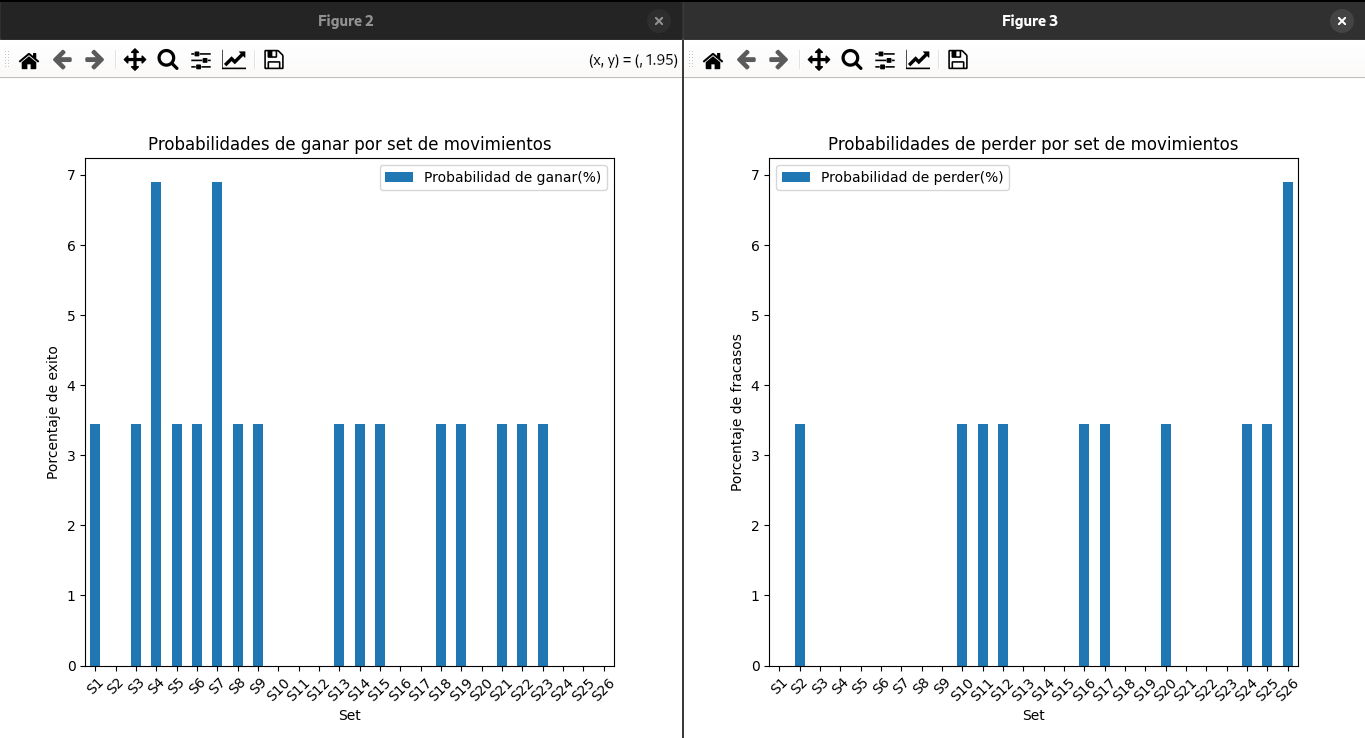 Figure 2
(x, y) = (, 1.95)
Probabilidades de ganar por set de movimientos
Probabilidad de ganar(%)
Porcentaje de exito
7
6
5
4
3
2
1
0
S1 S2 S3 S4 S5 S6 S7 S8 S9 S10 S11 S12 S13 S14 S15 S16 S17 S18 S19 S20 S21 S22 S23 S24 S25 S26
Set
Figure 3
Probabilidades de perder por set de movimientos
Probabilidad de perder(%)
Porcentaje de fracasos
7
6
5
4
3
2
1
0
S1 S2 S3 S4 S5 S6 S7 S8 S9 S10 S11 S12 S13 S14 S15 S16 S17 S18 S19 S20 S21 S22 S23 S24 S25 S26
Set